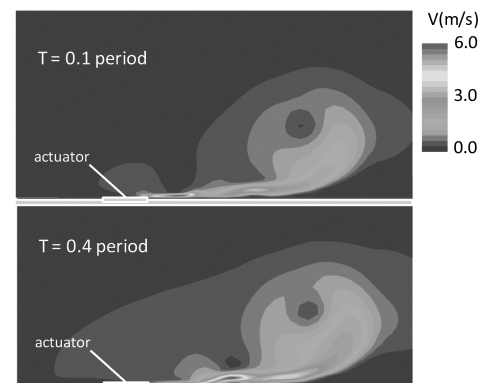 V(m/s)
T = 0.1 period
6.0
3.0
actuator
0.0
T = 0.4 period
actuator